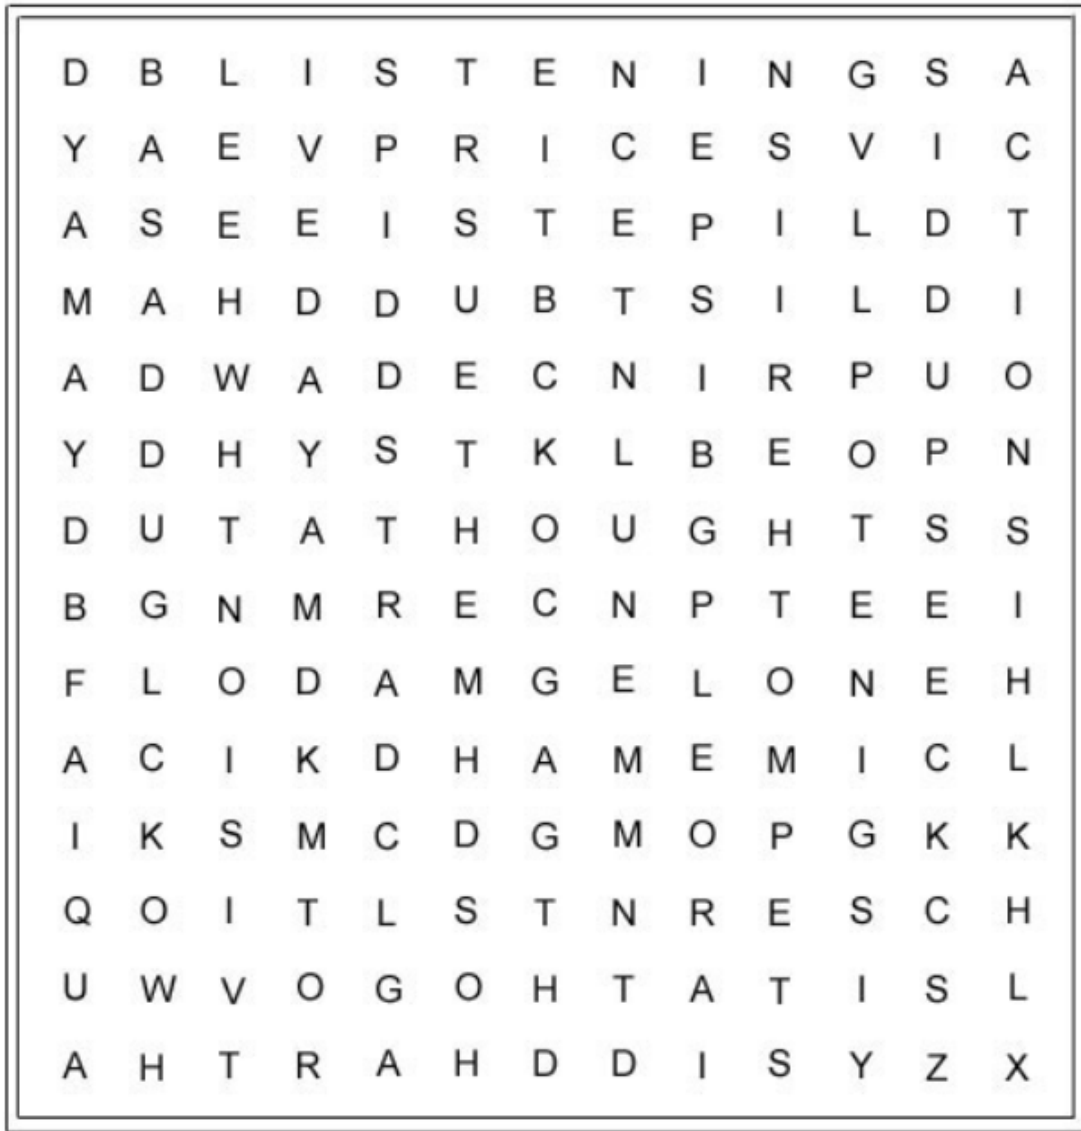 D B L I S T E N I N G S A
Y A E V P R I C E S V I C
A S E E I S T E P I L D T
M A H D D U B T S I L D I
A D W A D E C N I R P U O
Y D H Y S T K L B E O P N
D U T A T H O U G H T S S
B G N M R E C N P T E E I
F L O D A M G E L O N E H
A C I K D H A M E M I C L
I K S M C D G M O P G K K
Q O I T L S T N R E S C H
U W V O G O H T A T I S L
A H T R A H D D I S Y Z X